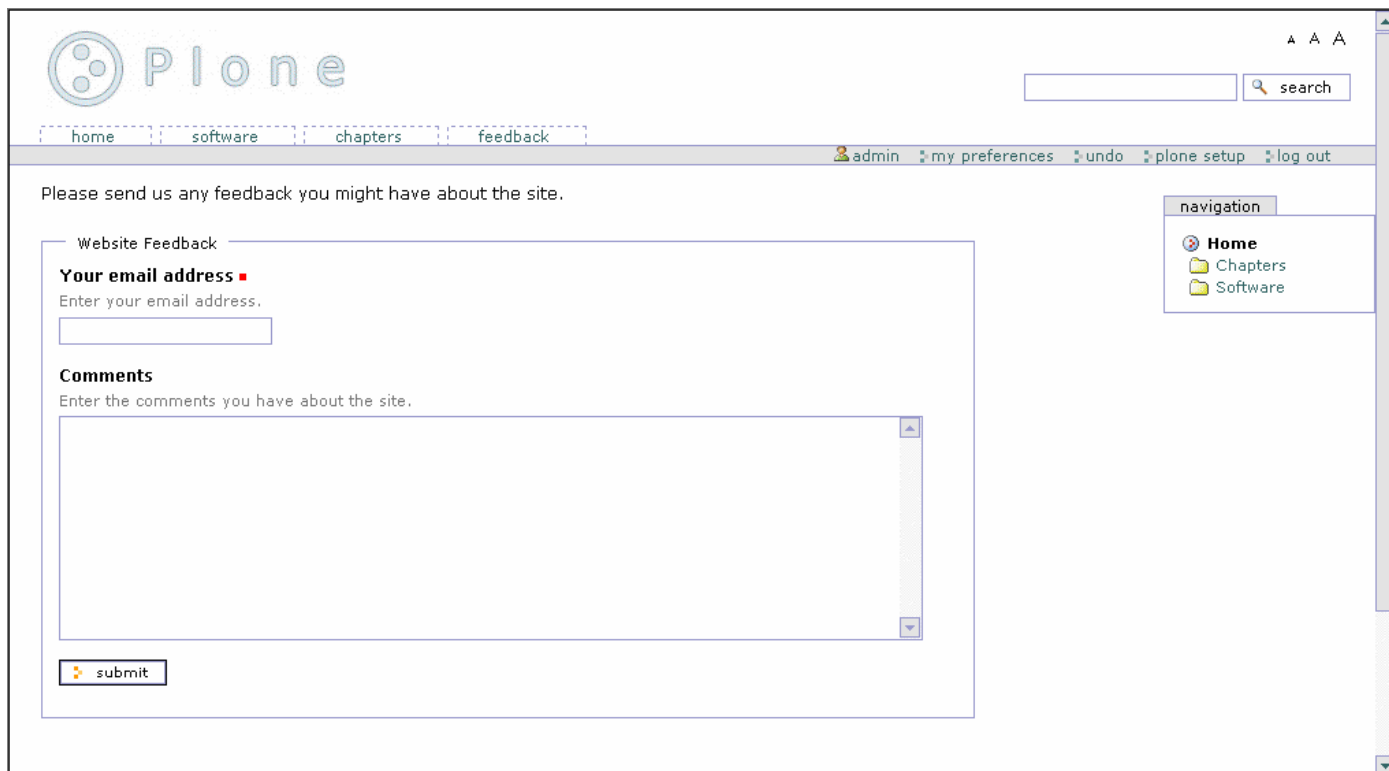 Plone
A A A
search
home software chapters feedback
admin my preferences undo plone setup log out
Please send us any feedback you might have about the site.
navigation
Home
Chapters
Software
Website Feedback
Your email address
Enter your email address.
Comments
Enter the comments you have about the site.
submit